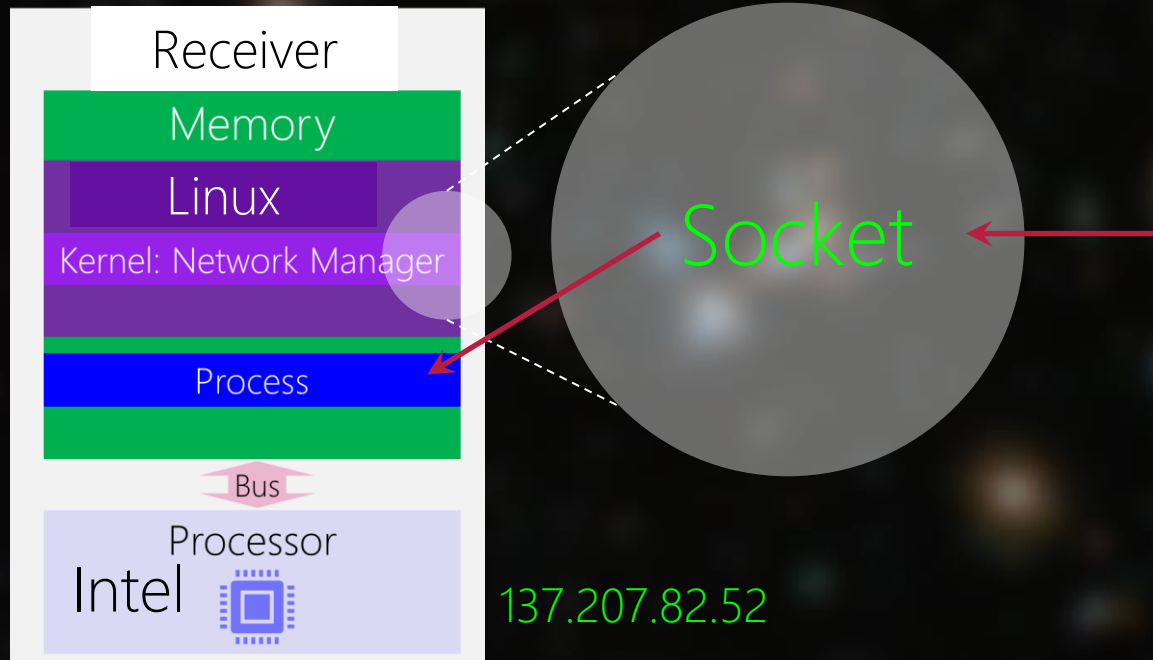 Receiver
Memory
Linux
Kernel: Network Manager
Process
Bus
Processor
Intel
Socket
137.207.82.52